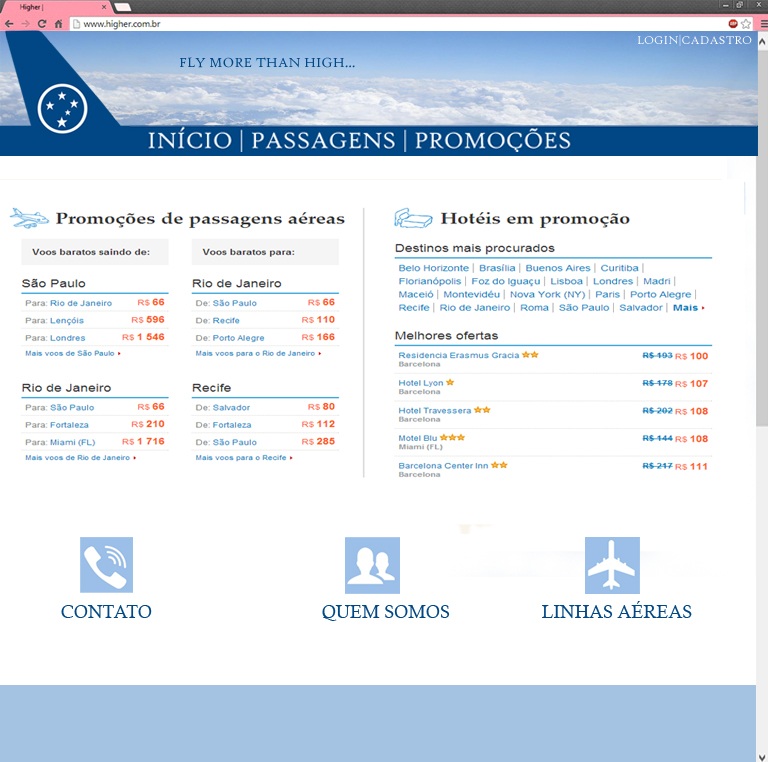 Higher |
www.higher.com.br
LOGIN|CADASTRO
FLY MORE THAN HIGH...
INÍCIO | PASSAGENS | PROMOÇÕES
Promoções de passagens aéreas
Voos baratos saindo de:
São Paulo
Para: Rio de Janeiro R$ 66
Para: Lençóis R$ 596
Para: Londres R$ 1 546
Mais voos de São Paulo
Rio de Janeiro
Para: São Paulo R$ 66
Para: Fortaleza R$ 210
Para: Miami (FL) R$ 1 716
Mais voos de Rio de Janeiro
Voos baratos para:
Rio de Janeiro
De: São Paulo R$ 66
De: Recife R$ 110
De: Porto Alegre R$ 166
Mais voos para o Rio de Janeiro
Recife
De: Salvador R$ 80
De: Fortaleza R$ 112
De: São Paulo R$ 285
Mais voos para o Recife
Hotéis em promoção
Destinos mais procurados
Belo Horizonte | Brasília | Buenos Aires | Curitiba |
Florianópolis | Foz do Iguaçu | Lisboa | Londres | Madri |
Maceió | Montevidéu | Nova York (NY) | Paris | Porto Alegre |
Recife | Rio de Janeiro | Roma | São Paulo | Salvador | Mais
Melhores ofertas
Residencia Erasmus Gracia R$ 193 R$ 100
Barcelona
Hotel Lyon R$ 178 R$ 107
Barcelona
Hotel Travessera R$ 202 R$ 108
Barcelona
Motel Blu R$ 144 R$ 108
Miami (FL)
Barcelona Center Inn R$ 217 R$ 111
Barcelona
CONTATO
QUEM SOMOS
LINHAS AÉREAS